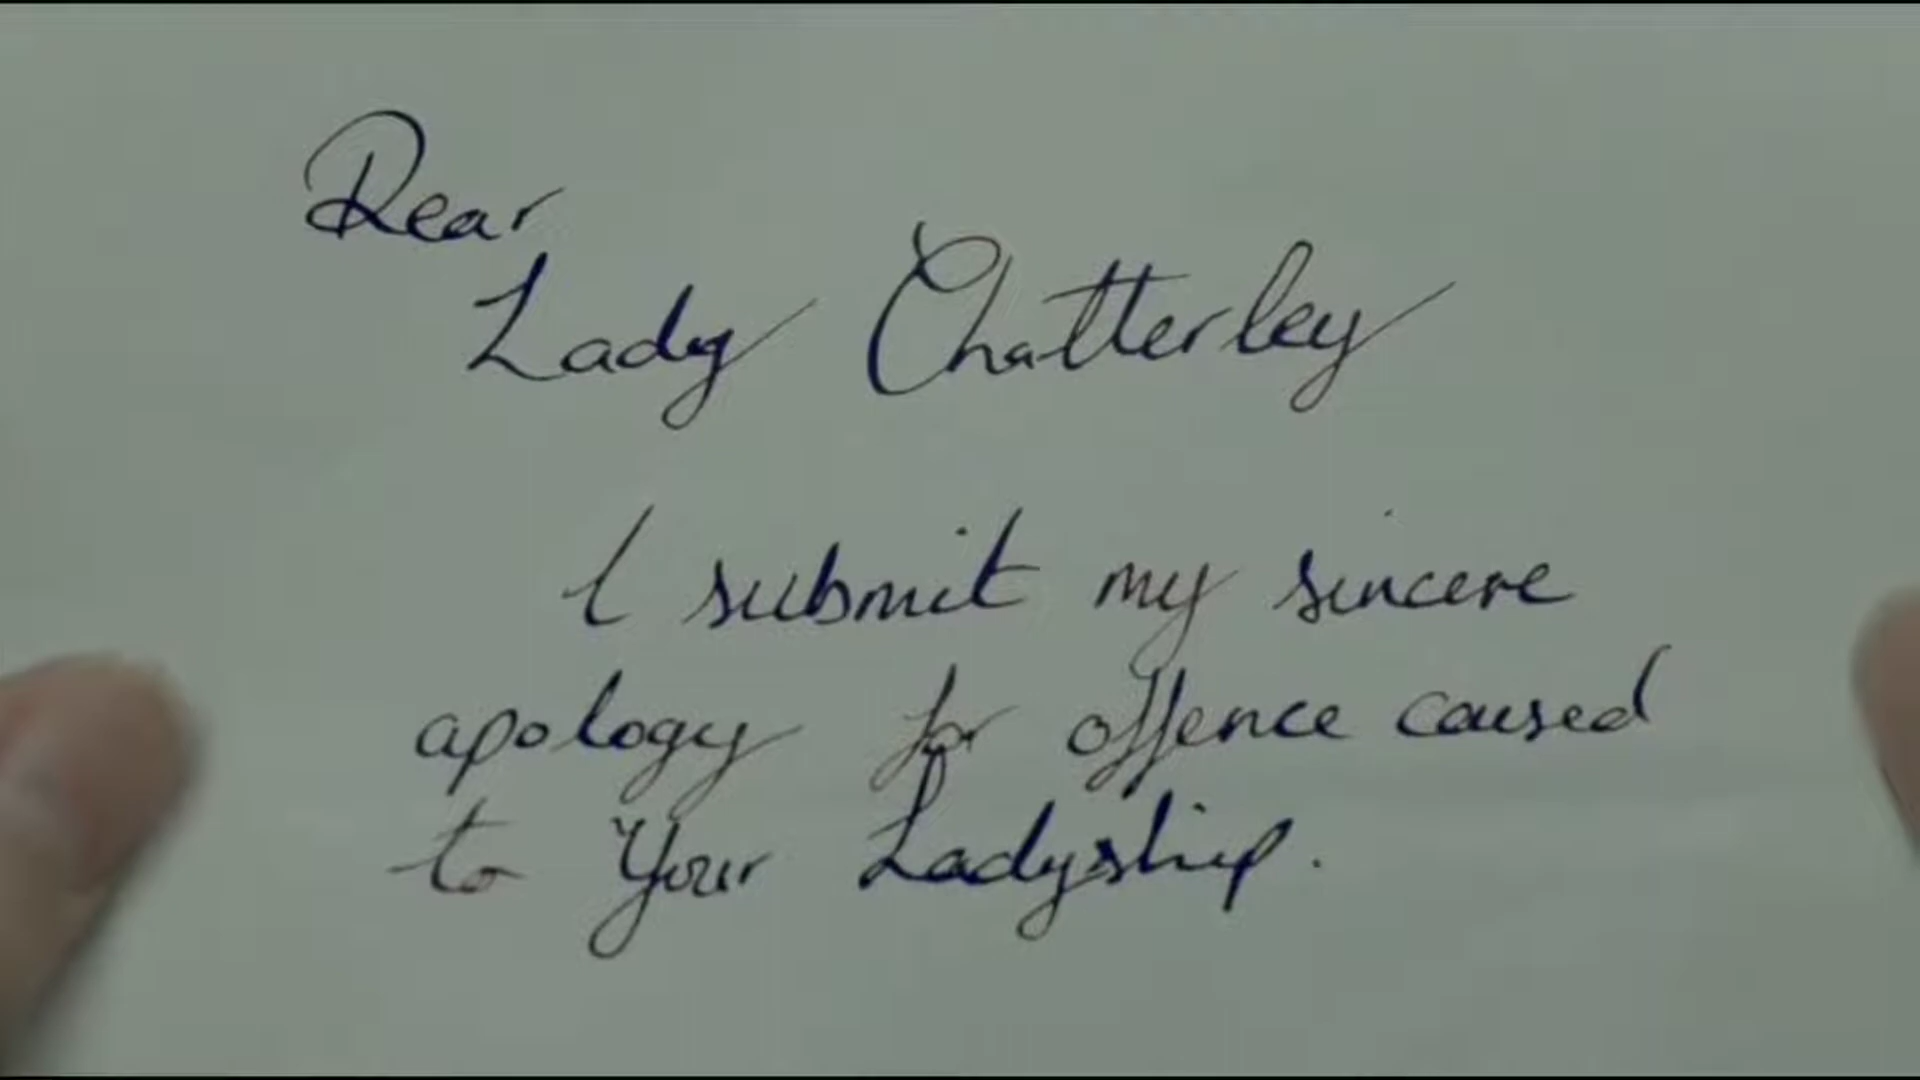 Dear
Lady Chatterley
I submit my sincere
apology for offence caused
to Your Ladyship.